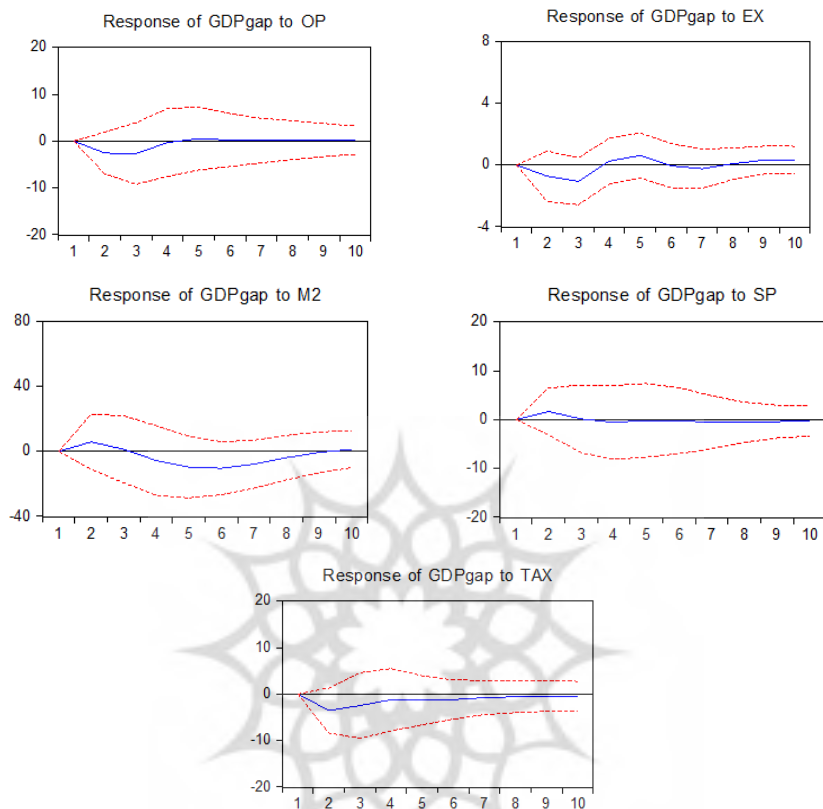 Response of GDPgap to OP
20
10
0
-10
-20
1 2 3 4 5 6 7 8 9 10
Response of GDPgap to EX
8
4
0
-4
1 2 3 4 5 6 7 8 9 10
Response of GDPgap to M2
80
40
0
-40
1 2 3 4 5 6 7 8 9 10
Response of GDPgap to SP
20
10
0
-10
-20
1 2 3 4 5 6 7 8 9 10
Response of GDPgap to TAX
20
10
0
-10
-20
1 2 3 4 5 6 7 8 9 10